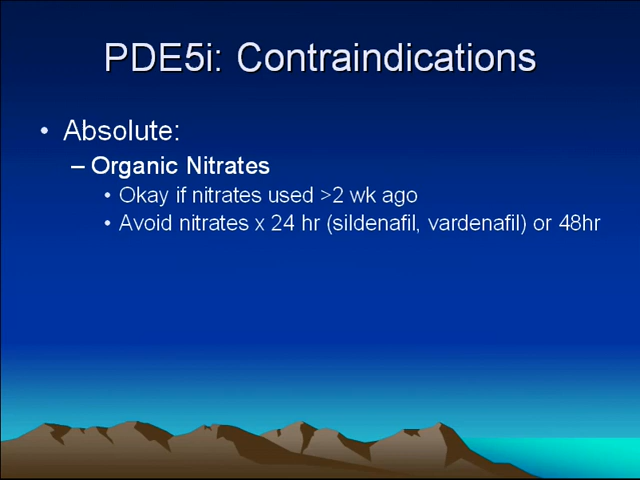 PDE5i: Contraindications
• Absolute:
– Organic Nitrates
• Okay if nitrates used >2 wk ago
• Avoid nitrates x 24 hr (sildenafil, vardenafil) or 48hr